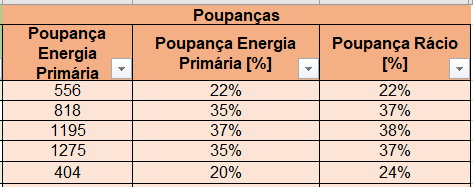 Poupanças
Poupança Energia Primária
Poupança Energia Primária [%]
Poupança Rácio [%]
556 22% 22%
818 35% 37%
1195 37% 38%
1275 35% 37%
404 20% 24%